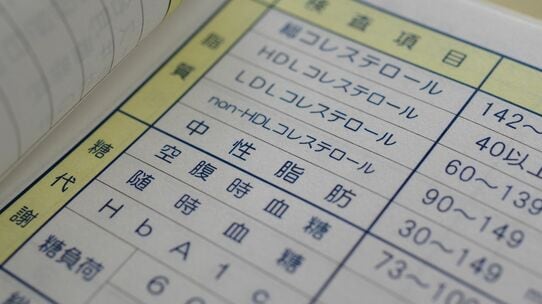 検査項目
脂質
総コレステロール 142～
HDLコレステロール 40以上
LDLコレステロール 60～139
non-HDLコレステロール 90～149
中性脂肪 30～149
糖代謝
空腹時血糖 73～10
随時血糖
HbA1c
糖負荷 60